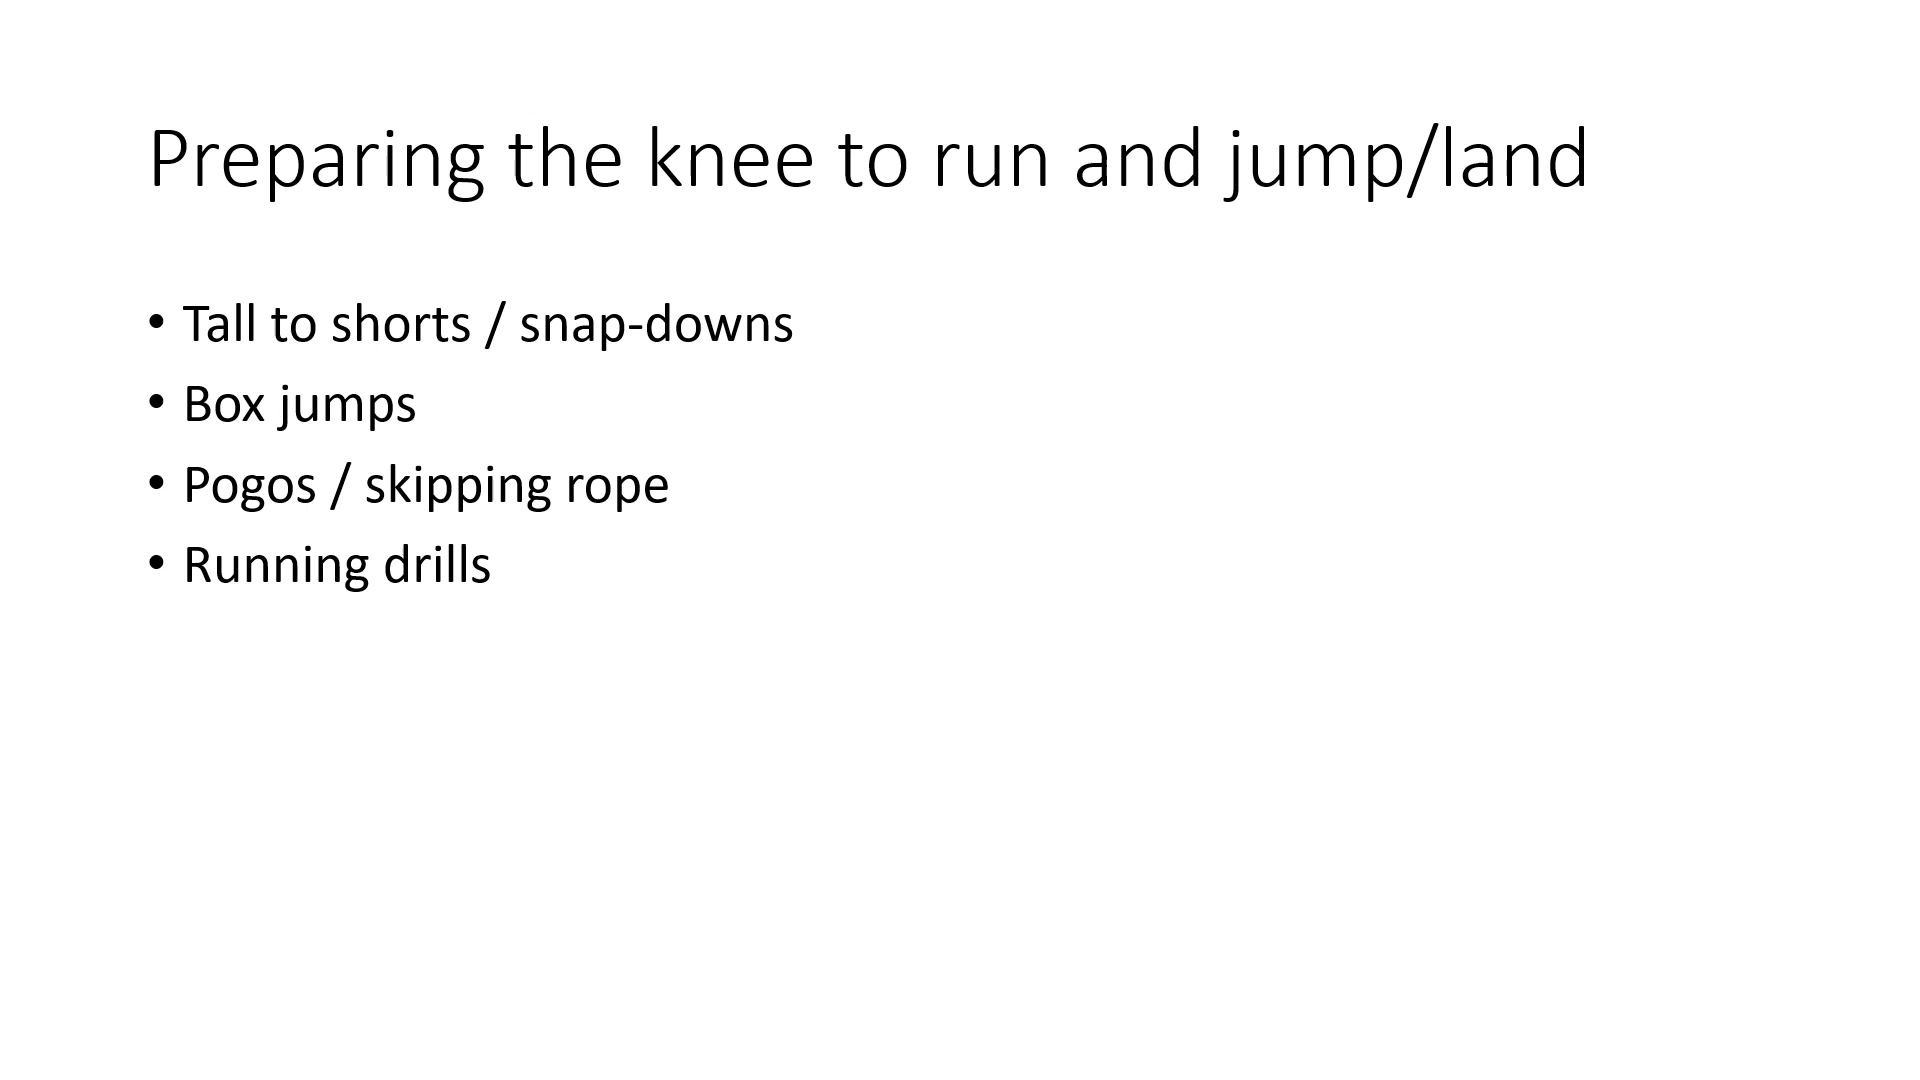 Preparing the knee to run and jump/land
• Tall to shorts / snap-downs
• Box jumps
• Pogos / skipping rope
• Running drills